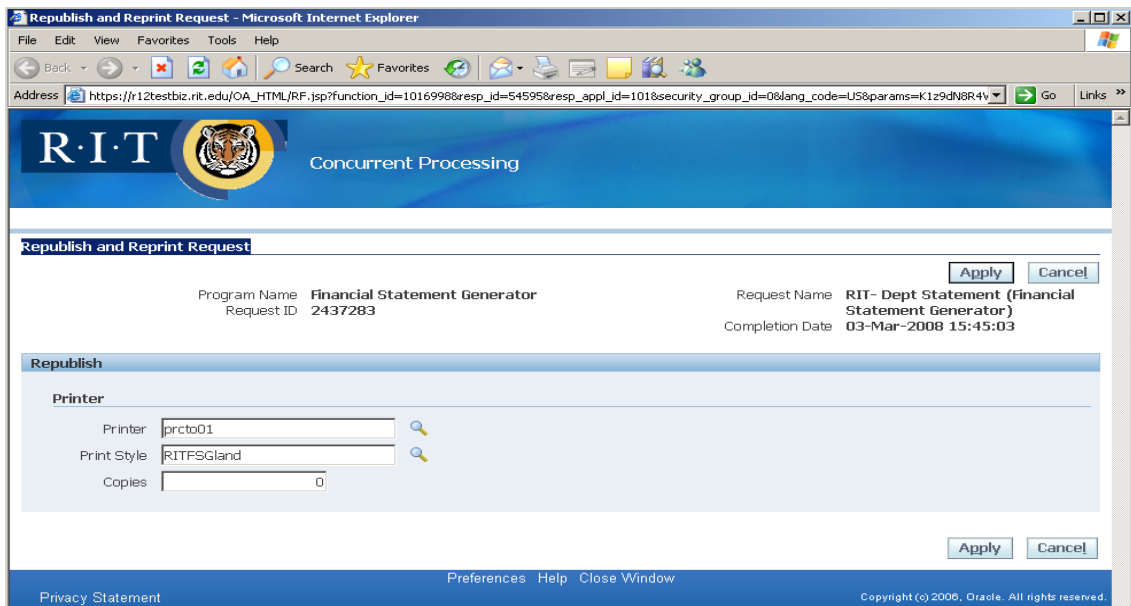 Republish and Reprint Request - Microsoft Internet Explorer
File Edit View Favorites Tools Help
Back Search Favorites
Address https://r12testbiz.rit.edu/OA_HTML/RF.jsp?function_id=1016998&resp_id=54595&resp_appl_id=101&security_group_id=0&lang_code=US&params=K1z9dN8R4V Go Links »
R·I·T
Concurrent Processing
Republish and Reprint Request
Apply Cancel
Program Name Financial Statement Generator Request Name RIT- Dept Statement (Financial
Request ID 2437283 Statement Generator)
Completion Date 03-Mar-2008 15:45:03
Republish
Printer
Printer prcto01
Print Style RITFSGland
Copies 0
Apply Cancel
Preferences Help Close Window
Privacy Statement Copyright (c) 2006, Oracle. All rights reserved.